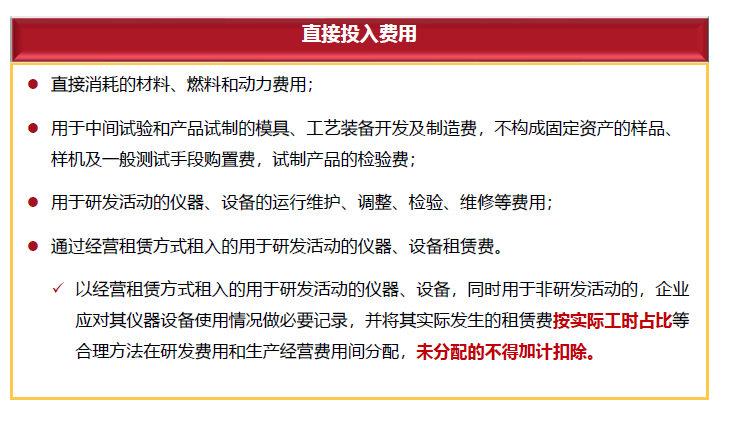 直接投入费用
● 直接消耗的材料、燃料和动力费用；
● 用于中间试验和产品试制的模具、工艺装备开发及制造费，不构成固定资产的样品、
样机及一般测试手段购置费，试制产品的检验费；
● 用于研发活动的仪器、设备的运行维护、调整、检验、维修等费用；
● 通过经营租赁方式租入的用于研发活动的仪器、设备租赁费。
✓ 以经营租赁方式租入的用于研发活动的仪器、设备，同时用于非研发活动的，企业
应对其仪器设备使用情况做必要记录，并将其实际发生的租赁费按实际工时占比等
合理方法在研发费用和生产经营费用间分配，未分配的不得加计扣除。